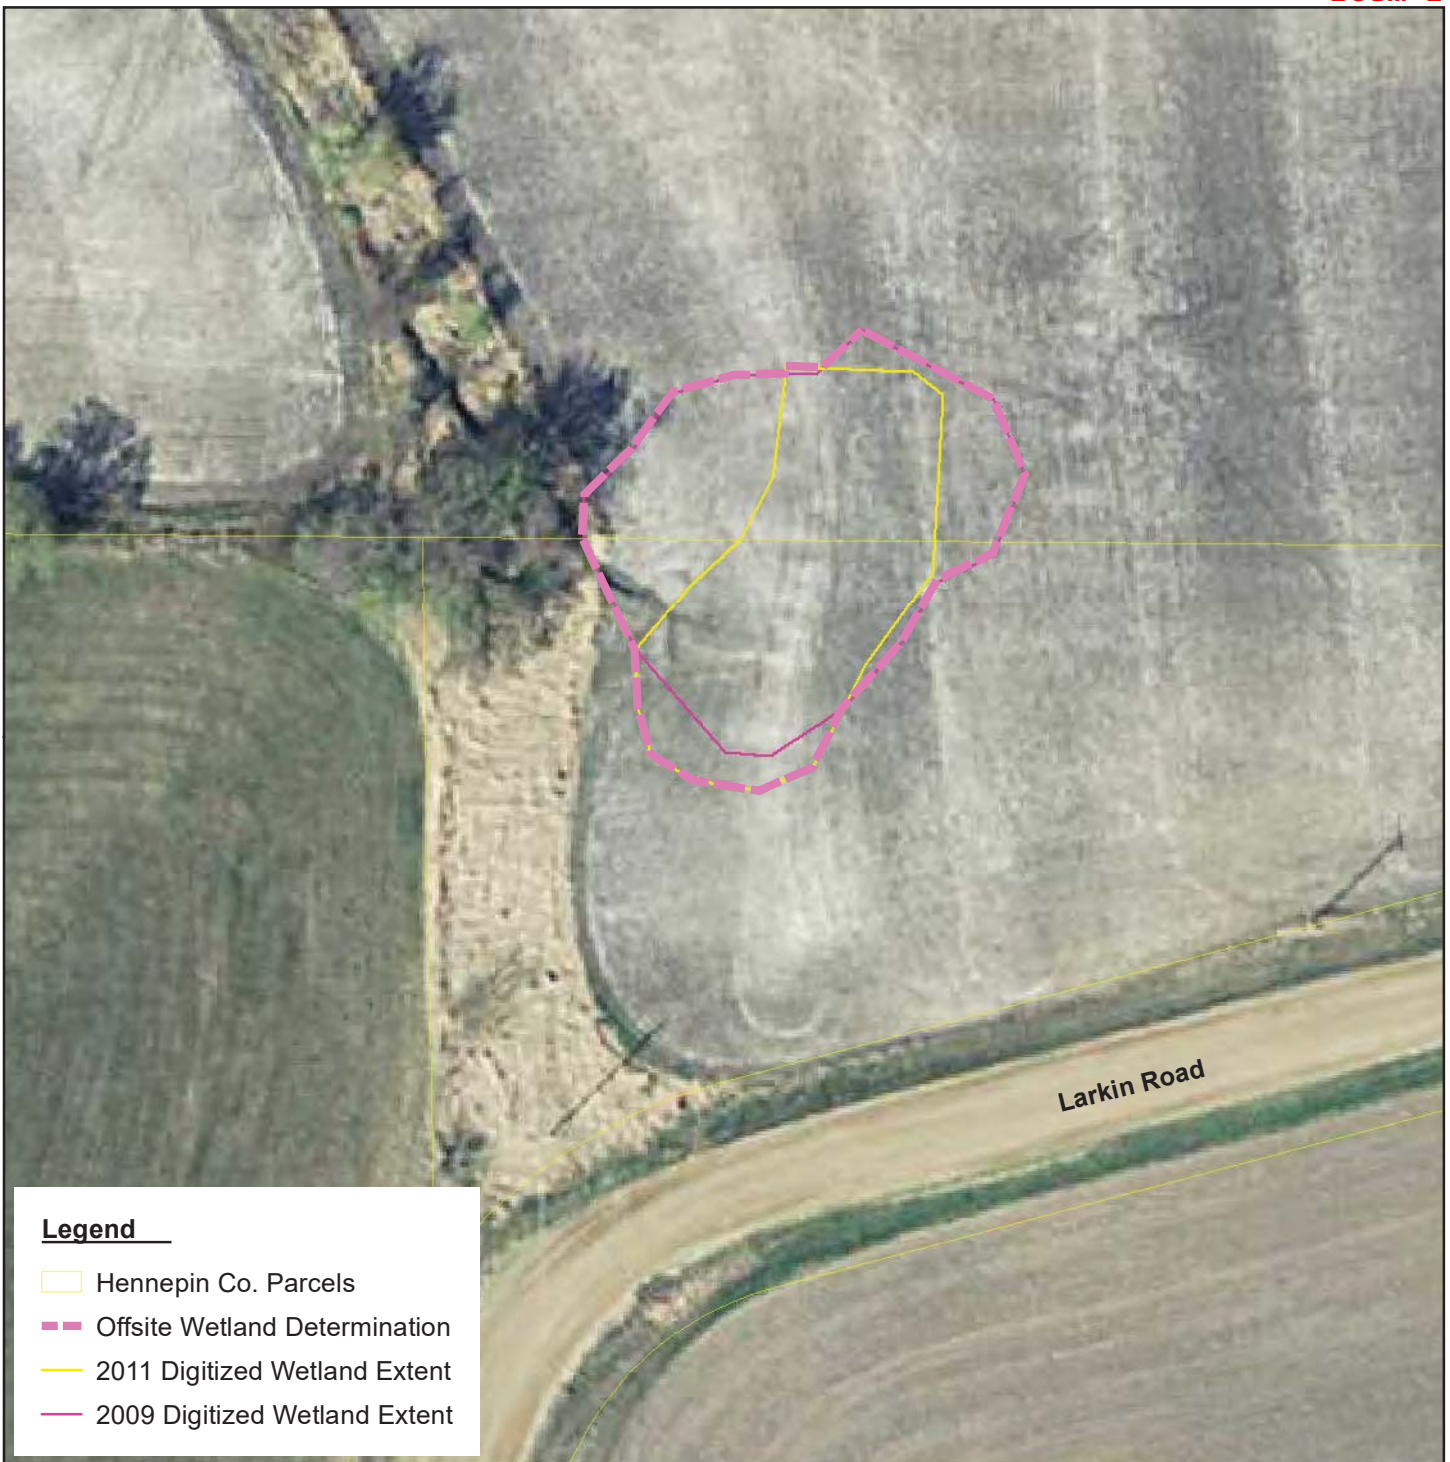 Larkin Road
Legend
Hennepin Co. Parcels
Offsite Wetland Determination
2011 Digitized Wetland Extent
2009 Digitized Wetland Extent